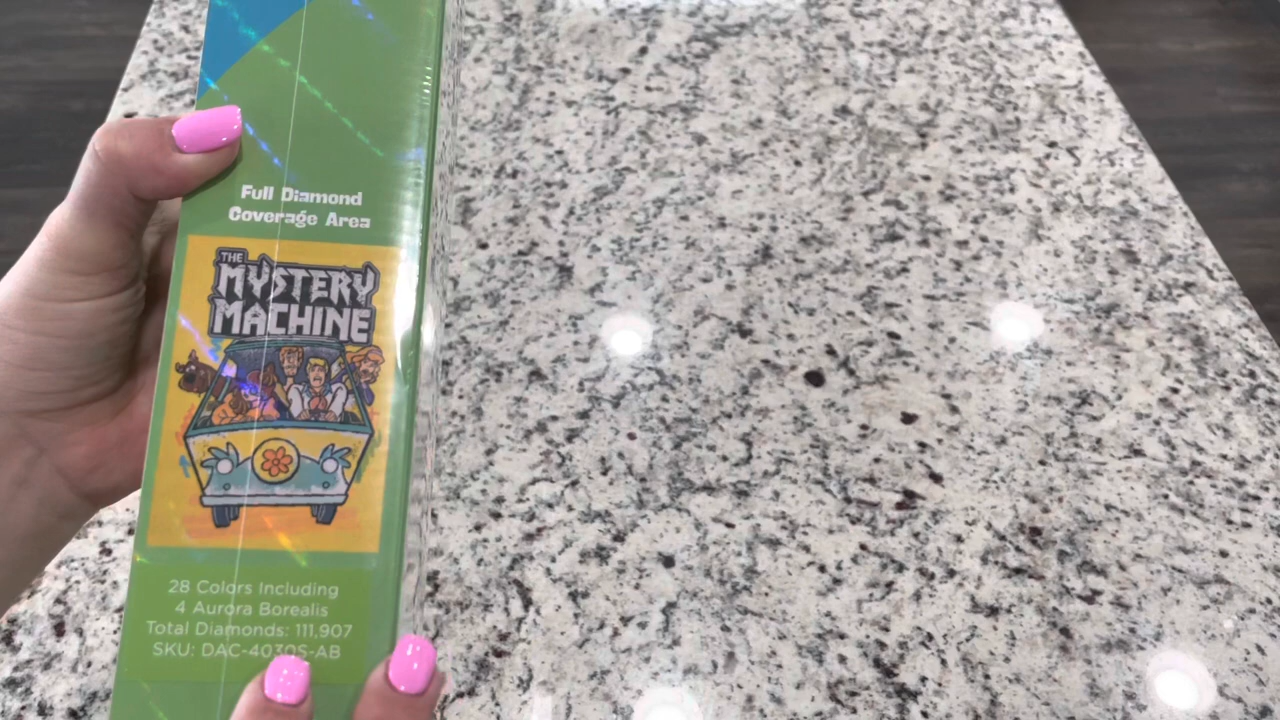 Full Diamond
Coverage Area
THE
MYSTERY
MACHINE
28 Colors Including
4 Aurora Borealis
Total Diamonds: 111,907
SKU: DAC-4030S-AB